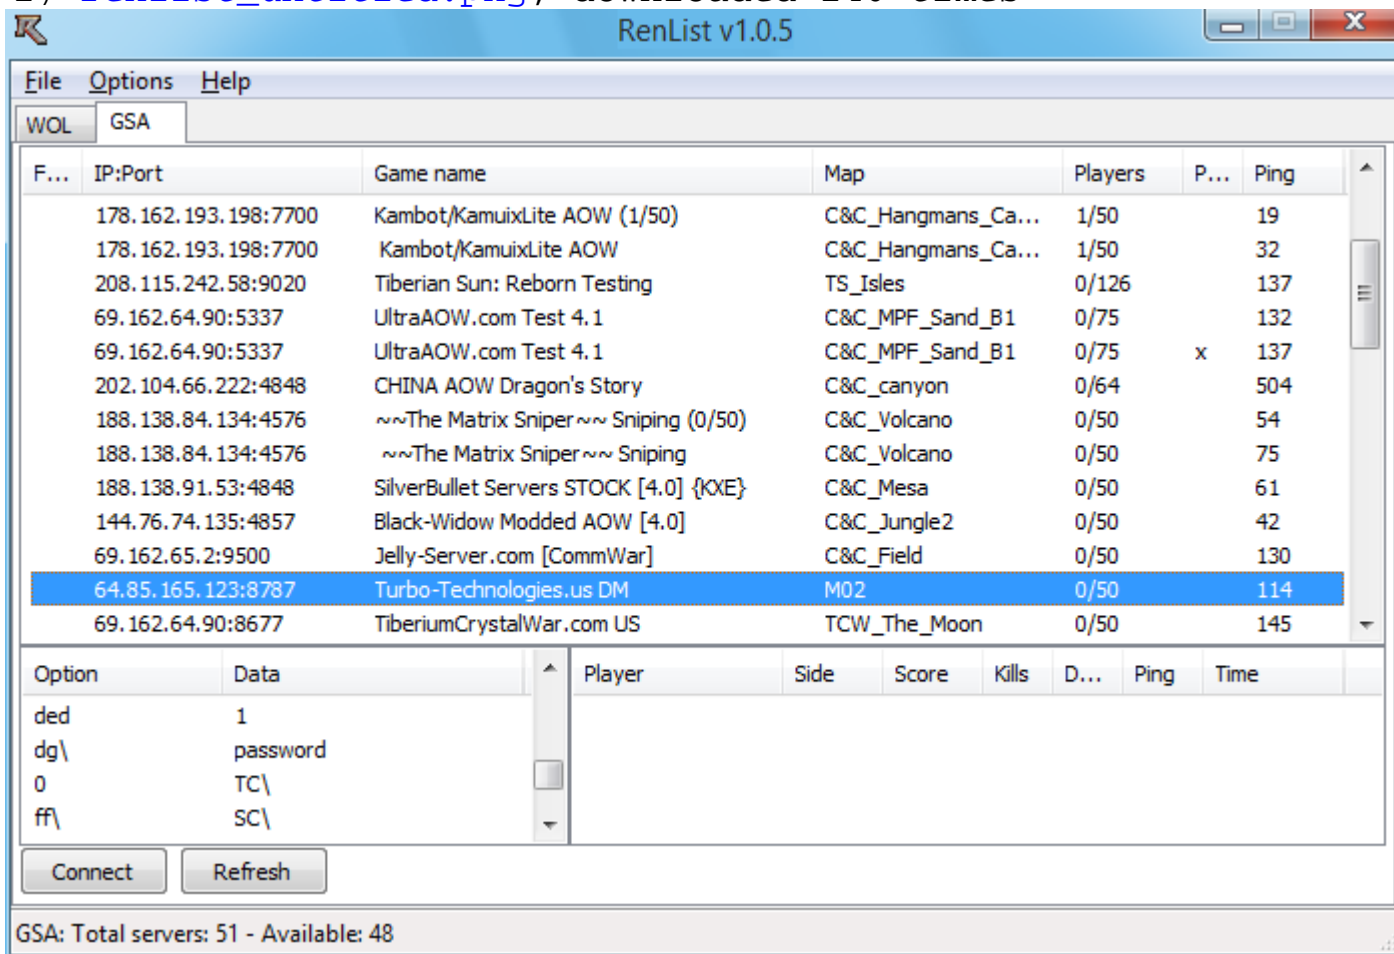 RenList v1.0.5
File Options Help
WOL GSA
F... IP:Port Game name Map Players P... Ping
178.162.193.198:7700 Kambot/KamuixLite AOW (1/50) C&C_Hangmans_Ca... 1/50 19
178.162.193.198:7700 Kambot/KamuixLite AOW C&C_Hangmans_Ca... 1/50 32
208.115.242.58:9020 Tiberian Sun: Reborn Testing TS_Isles 0/126 137
69.162.64.90:5337 UltraAOW.com Test 4.1 C&C_MPF_Sand_B1 0/75 132
69.162.64.90:5337 UltraAOW.com Test 4.1 C&C_MPF_Sand_B1 0/75 x 137
202.104.66.222:4848 CHINA AOW Dragon's Story C&C_canyon 0/64 504
188.138.84.134:4576 ~~The Matrix Sniper~~ Sniping (0/50) C&C_Volcano 0/50 54
188.138.84.134:4576 ~~The Matrix Sniper~~ Sniping C&C_Volcano 0/50 75
188.138.91.53:4848 SilverBullet Servers STOCK [4.0] {KXE} C&C_Mesa 0/50 61
144.76.74.135:4857 Black-Widow Modded AOW [4.0] C&C_Jungle2 0/50 42
69.162.65.2:9500 Jelly-Server.com [CommWar] C&C_Field 0/50 130
64.85.165.123:8787 Turbo-Technologies.us DM M02 0/50 114
69.162.64.90:8677 TiberiumCrystalWar.com US TCW_The_Moon 0/50 145
Option Data Player Side Score Kills D... Ping Time
ded 1
dg\ password
0 TC\
ff\ SC\
Connect Refresh
GSA: Total servers: 51 - Available: 48